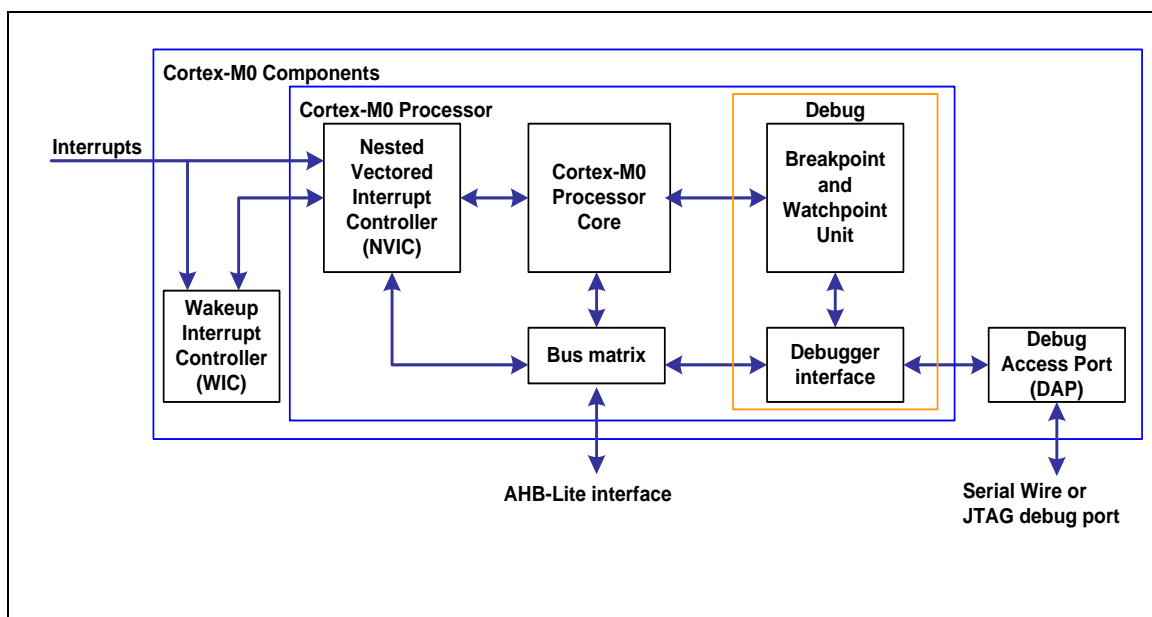 Cortex-M0 Components
Cortex-M0 Processor
Debug
Interrupts
Nested
Vectored
Interrupt
Controller
(NVIC)
Cortex-M0
Processor
Core
Breakpoint
and
Watchpoint
Unit
Wakeup
Interrupt
Controller
(WIC)
Bus matrix
Debugger
interface
Debug
Access Port
(DAP)
AHB-Lite interface
Serial Wire or
JTAG debug port